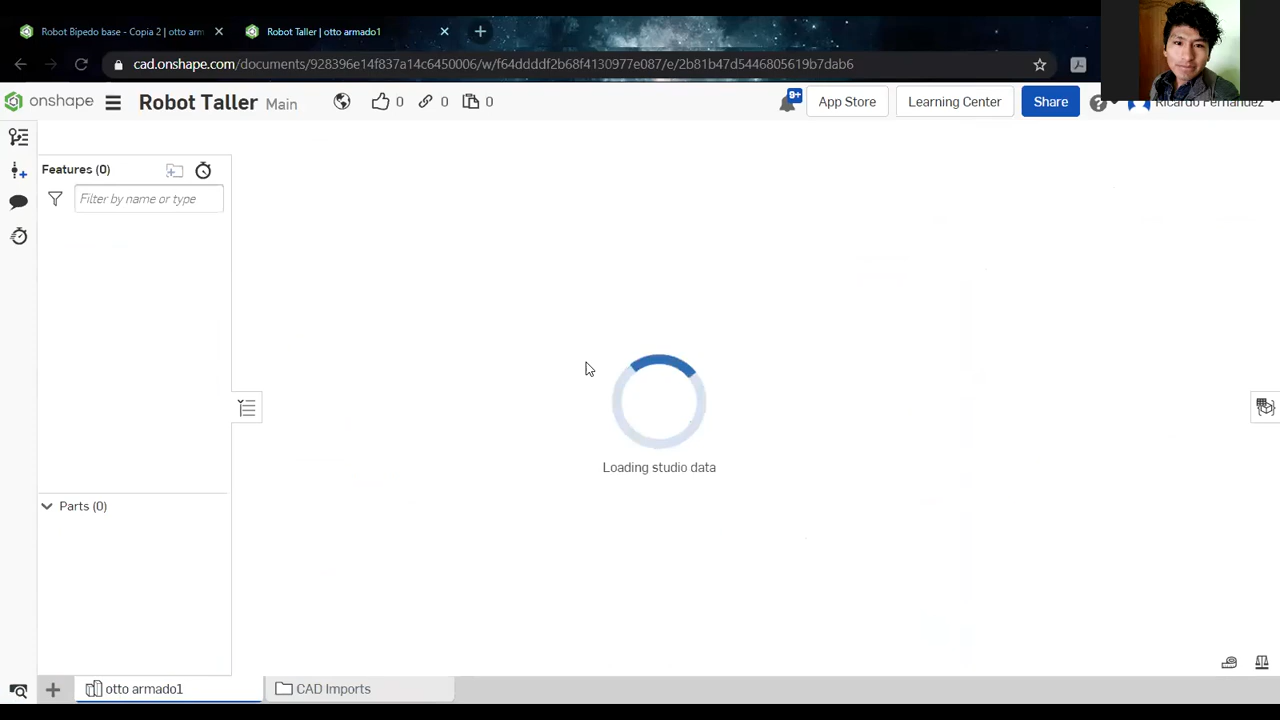 Robot Bipedo base - Copia 2 | otto arm
Robot Taller | otto armado1
cad.onshape.com/documents/928396e14f837a14c6450006/w/f64ddddf2b68f4130977e087/e/2b81b47d5446805619b7dab6
onshape Robot Taller Main 0 0 0 9+ App Store Learning Center Share ? Ricardo Fernandez
Features (0)
Filter by name or type
Loading studio data
Parts (0)
otto armado1 CAD Imports